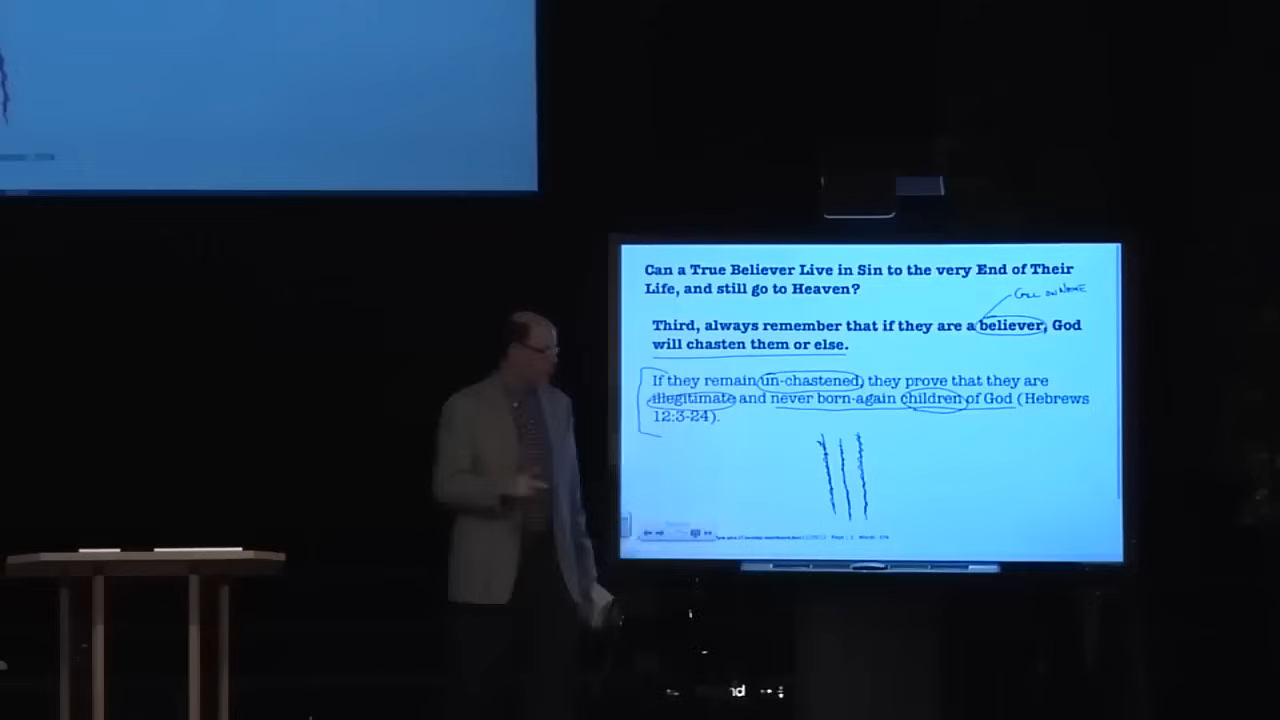 Can a True Believer Live in Sin to the very End of Their
Life, and still go to Heaven?
Third, always remember that if they are a believer, God
will chasten them or else.
If they remain un-chastened, they prove that they are
illegitimate and never born-again children of God (Hebrews
12:3-24).